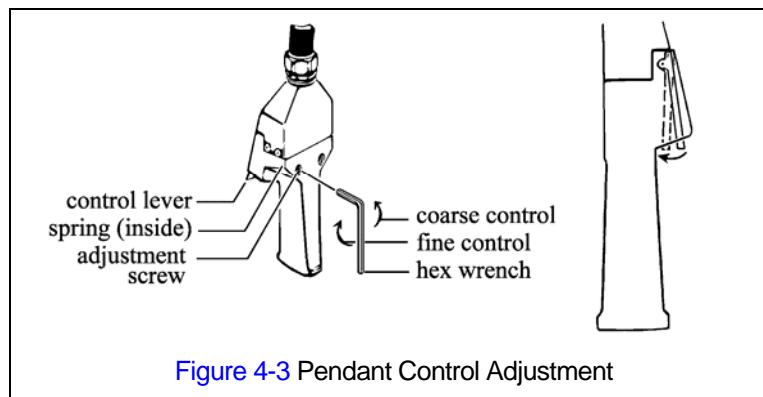 control lever
spring (inside)
adjustment
screw
coarse control
fine control
hex wrench
Figure 4-3 Pendant Control Adjustment